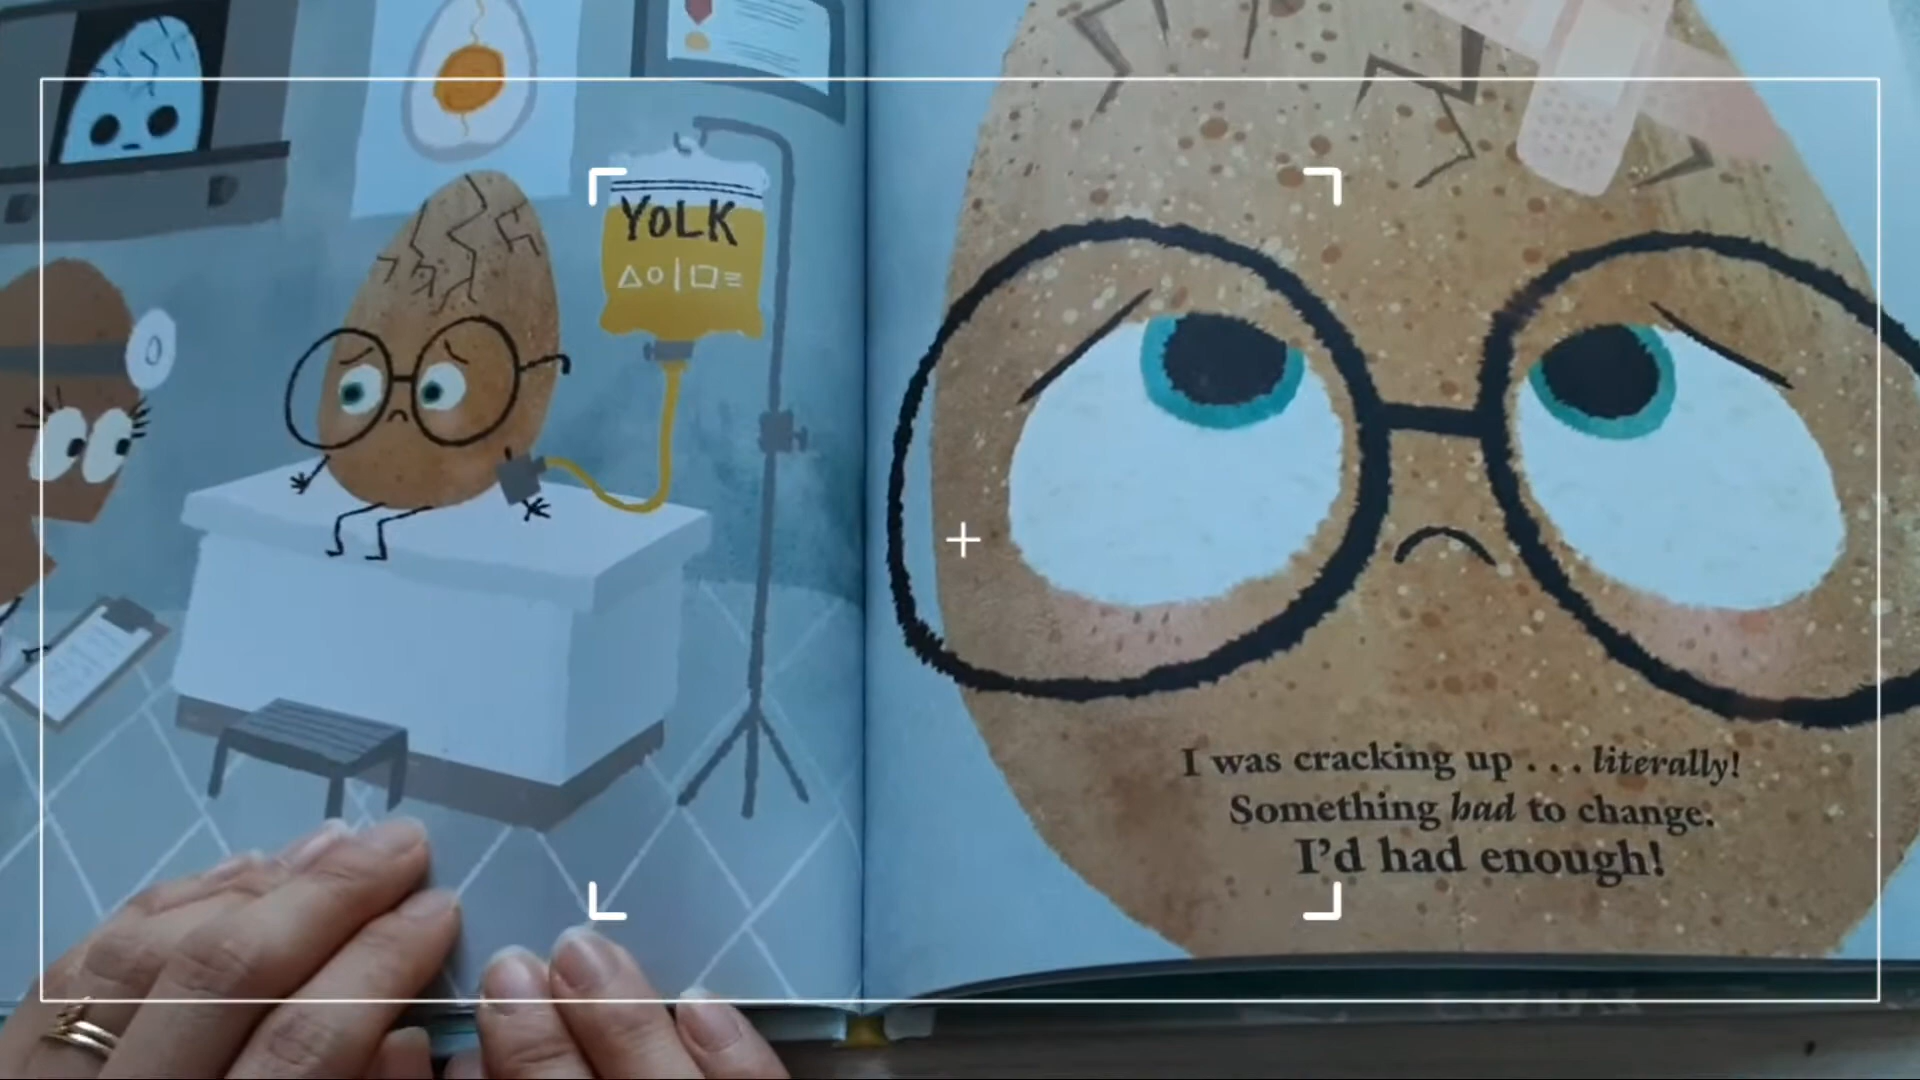 YOLK
I was cracking up . . . literally!
Something had to change.
I'd had enough!